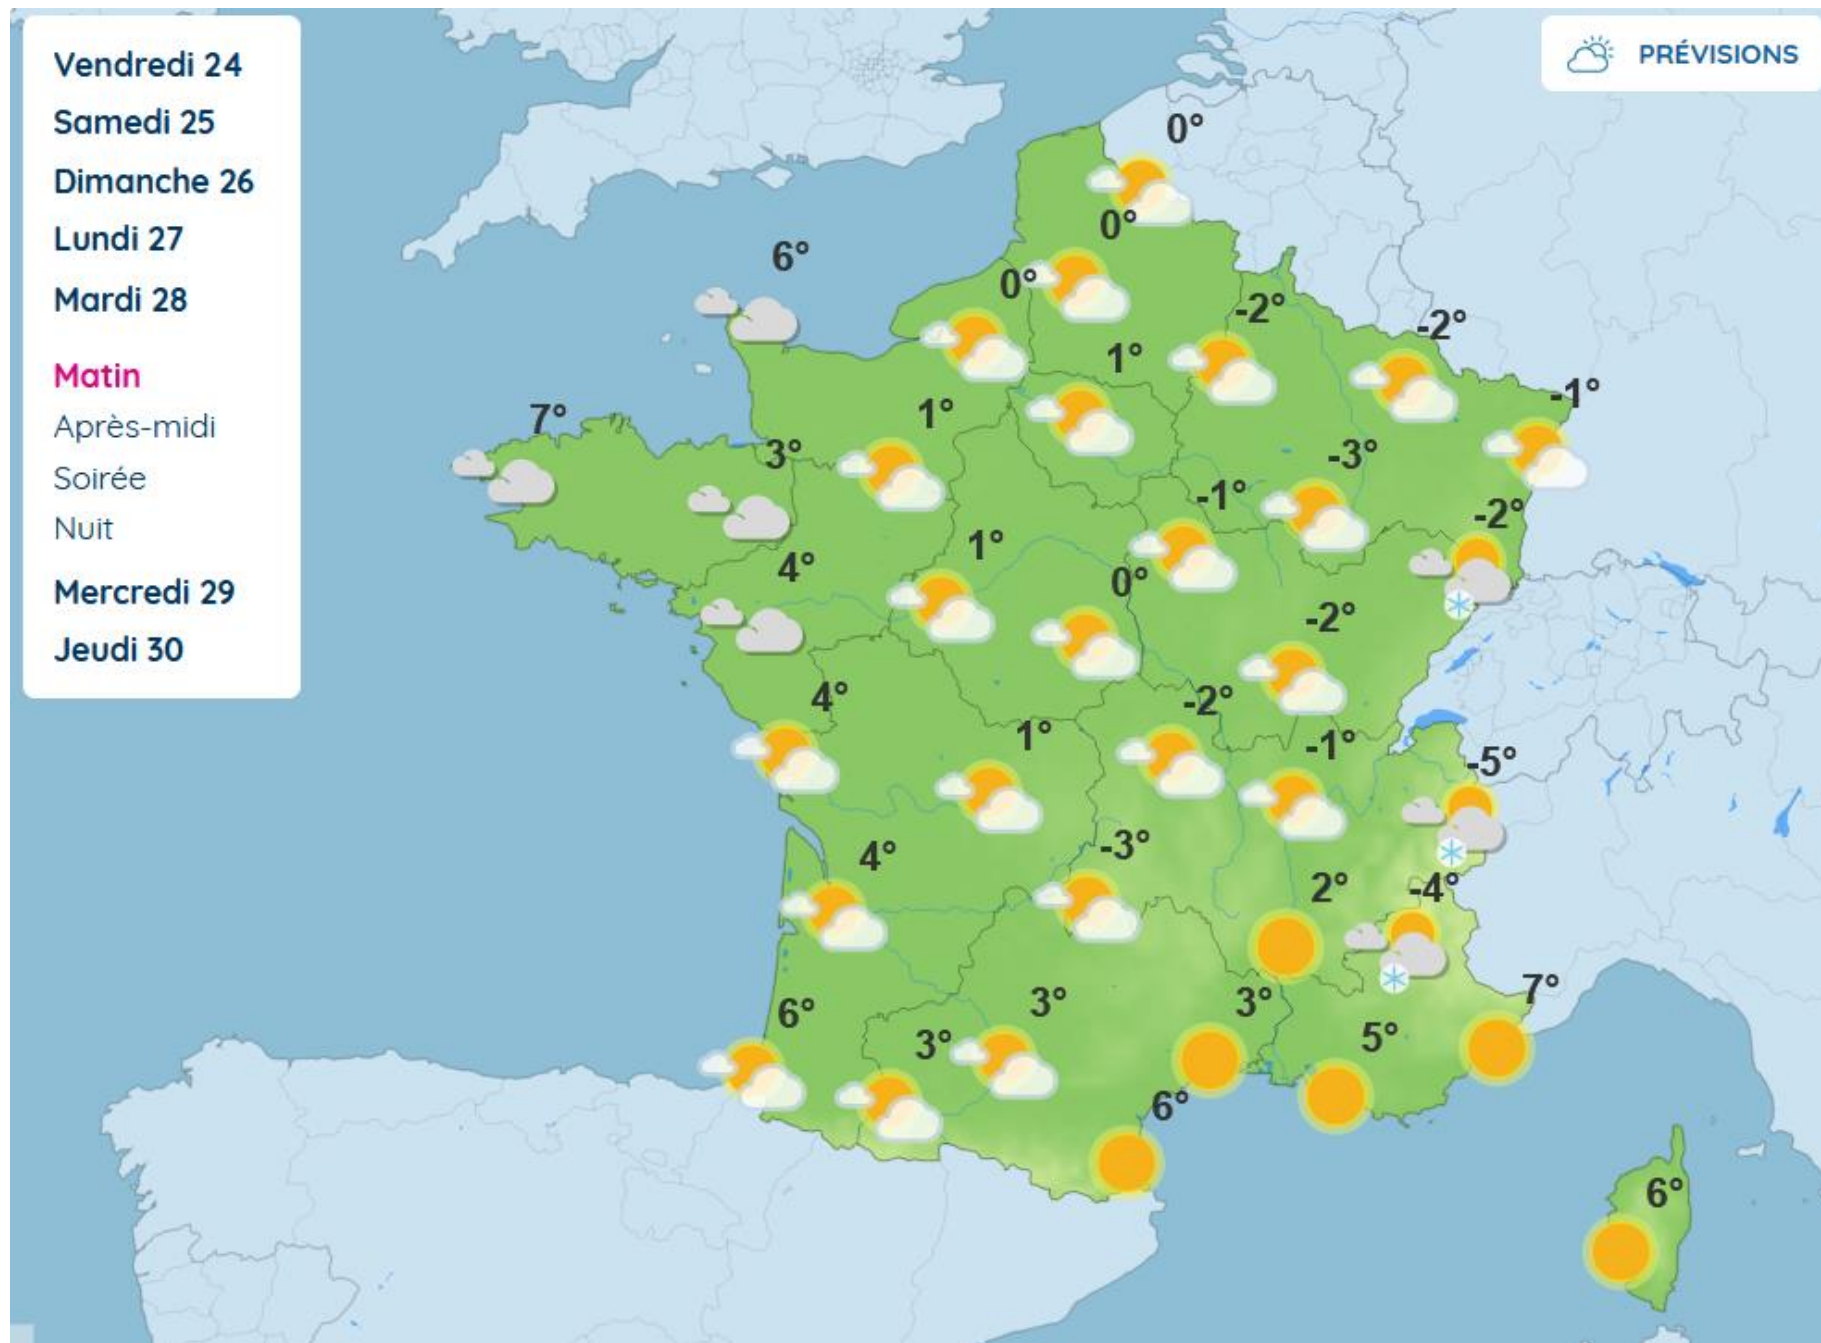 Vendredi 24
Samedi 25
Dimanche 26
Lundi 27
Mardi 28
Matin
Après-midi
Soirée
Nuit
Mercredi 29
Jeudi 30
PRÉVISIONS
0°
0°
6°
0°
-2°
-2°
1°
-1°
7°
1°
3°
-3°
-1°
-2°
1°
4°
0°
-2°
4°
-2°
1°
-1°
-5°
4°
-3°
2°
-4°
7°
6°
3°
3°
3°
5°
6°
6°